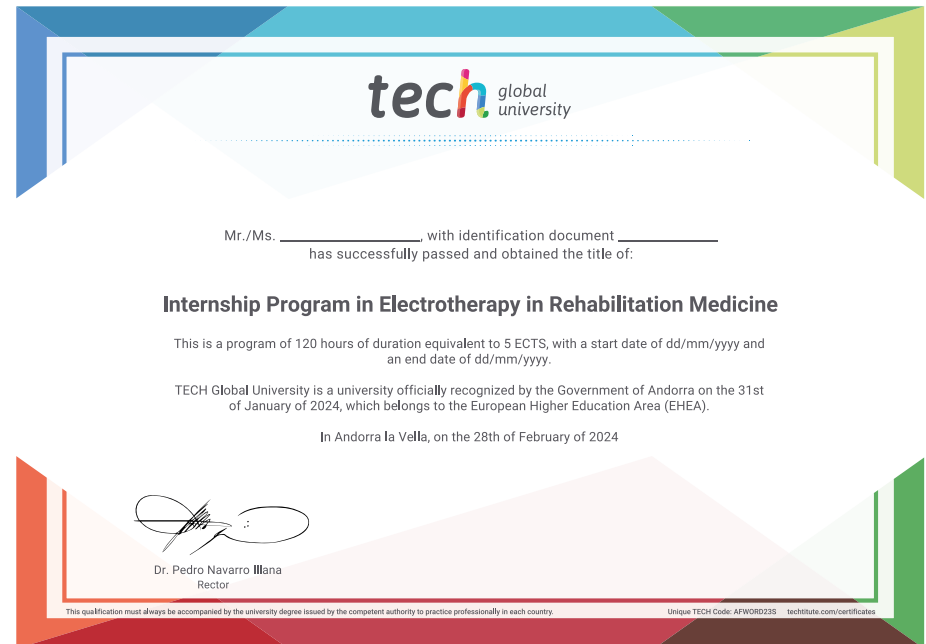 tech global
university
Mr./Ms. ____________________, with identification document ______________
has successfully passed and obtained the title of:
Internship Program in Electrotherapy in Rehabilitation Medicine
This is a program of 120 hours of duration equivalent to 5 ECTS, with a start date of dd/mm/yyyy and
an end date of dd/mm/yyyy.
TECH Global University is a university officially recognized by the Government of Andorra on the 31st
of January of 2024, which belongs to the European Higher Education Area (EHEA).
In Andorra la Vella, on the 28th of February of 2024
Dr. Pedro Navarro Illana
Rector
This qualification must always be accompanied by the university degree issued by the competent authority to practice professionally in each country. Unique TECH Code: AFWORD23S techtitute.com/certificates